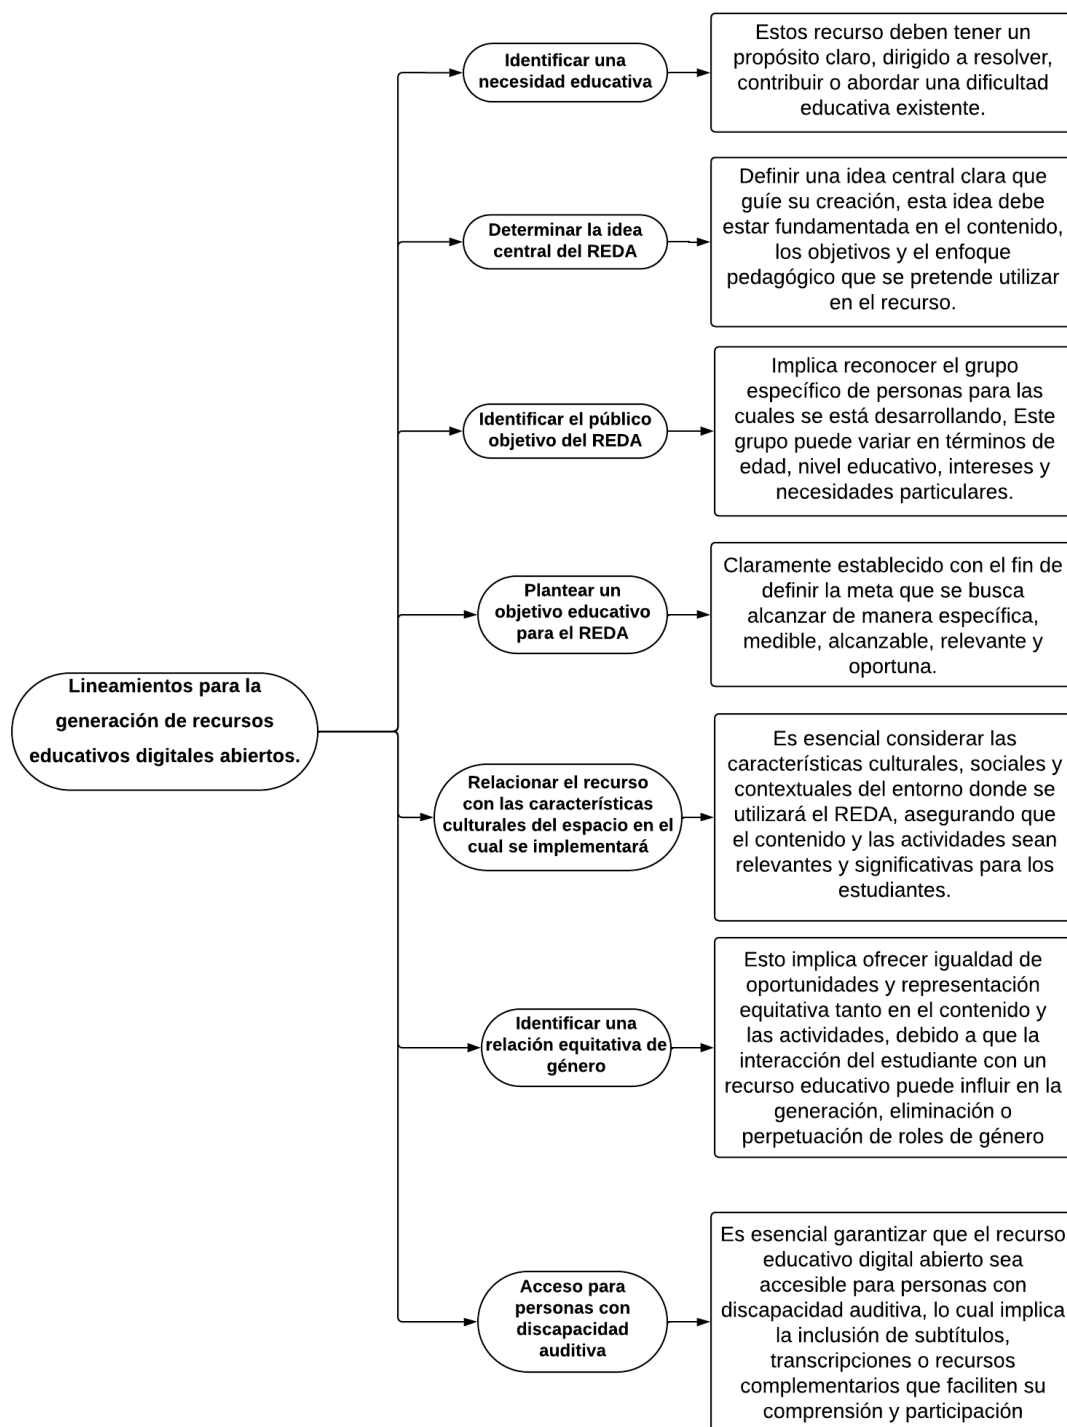 Identificar una
necesidad educativa
Estos recurso deben tener un
propósito claro, dirigido a resolver,
contribuir o abordar una dificultad
educativa existente.
Determinar la idea
central del REDA
Definir una idea central clara que
guíe su creación, esta idea debe
estar fundamentada en el contenido,
los objetivos y el enfoque
pedagógico que se pretende utilizar
en el recurso.
Identificar el público
objetivo del REDA
Implica reconocer el grupo
específico de personas para las
cuales se está desarrollando, Este
grupo puede variar en términos de
edad, nivel educativo, intereses y
necesidades particulares.
Plantear un
objetivo educativo
para el REDA
Claramente establecido con el fin de
definir la meta que se busca
alcanzar de manera específica,
medible, alcanzable, relevante y
oportuna.
Lineamientos para la
generación de recursos
educativos digitales abiertos.
Relacionar el recurso
con las características
culturales del espacio en el
cual se implementará
Es esencial considerar las
características culturales, sociales y
contextuales del entorno donde se
utilizará el REDA, asegurando que
el contenido y las actividades sean
relevantes y significativas para los
estudiantes.
Identificar una
relación equitativa de
género
Esto implica ofrecer igualdad de
oportunidades y representación
equitativa tanto en el contenido y
las actividades, debido a que la
interacción del estudiante con un
recurso educativo puede influir en la
generación, eliminación o
perpetuación de roles de género
Acceso para
personas con
discapacidad
auditiva
Es esencial garantizar que el recurso
educativo digital abierto sea
accesible para personas con
discapacidad auditiva, lo cual implica
la inclusión de subtítulos,
transcripciones o recursos
complementarios que faciliten su
comprensión y participación